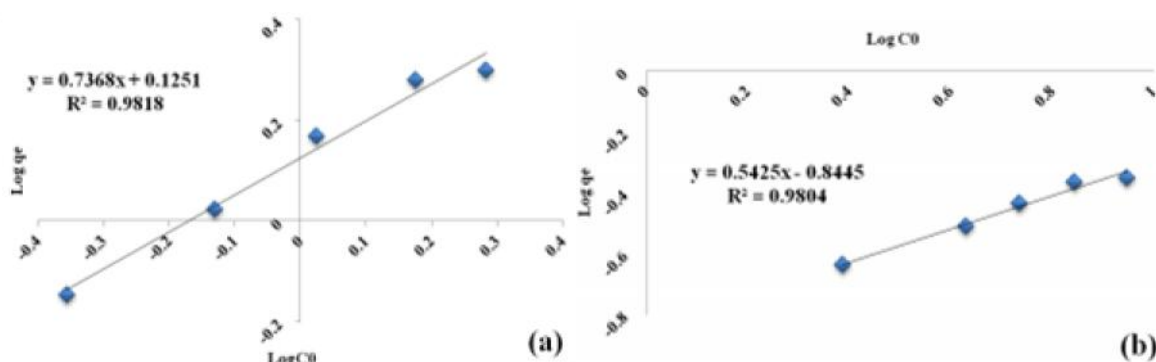 0.4
y = 0.7368x + 0.1251
R² = 0.9818
0.2
Log qe
0
-0.4
-0.3
-0.2
-0.1
0
0.1
0.2
0.3
0.4
-0.2
LogC0
(a)
Log C0
0
0
0.2
0.4
0.6
0.8
1
-0.2
y = 0.5425x - 0.8445
R² = 0.9804
Log qe
-0.4
-0.6
-0.8
(b)